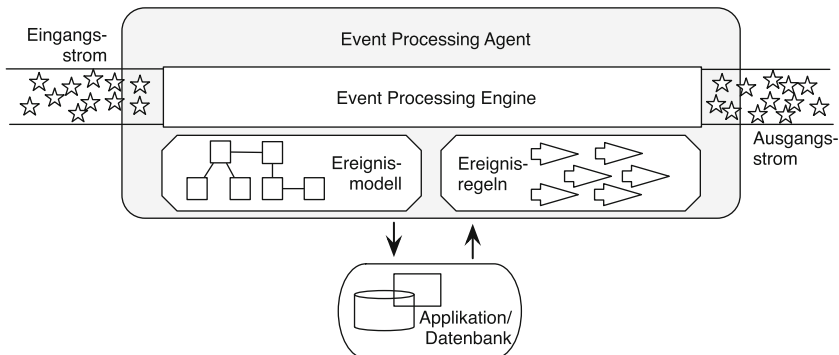 Eingangs-
strom
Event Processing Agent
Event Processing Engine
Ausgangs-
strom
Ereignis-
modell
Ereignis-
regeln
Applikation/
Datenbank